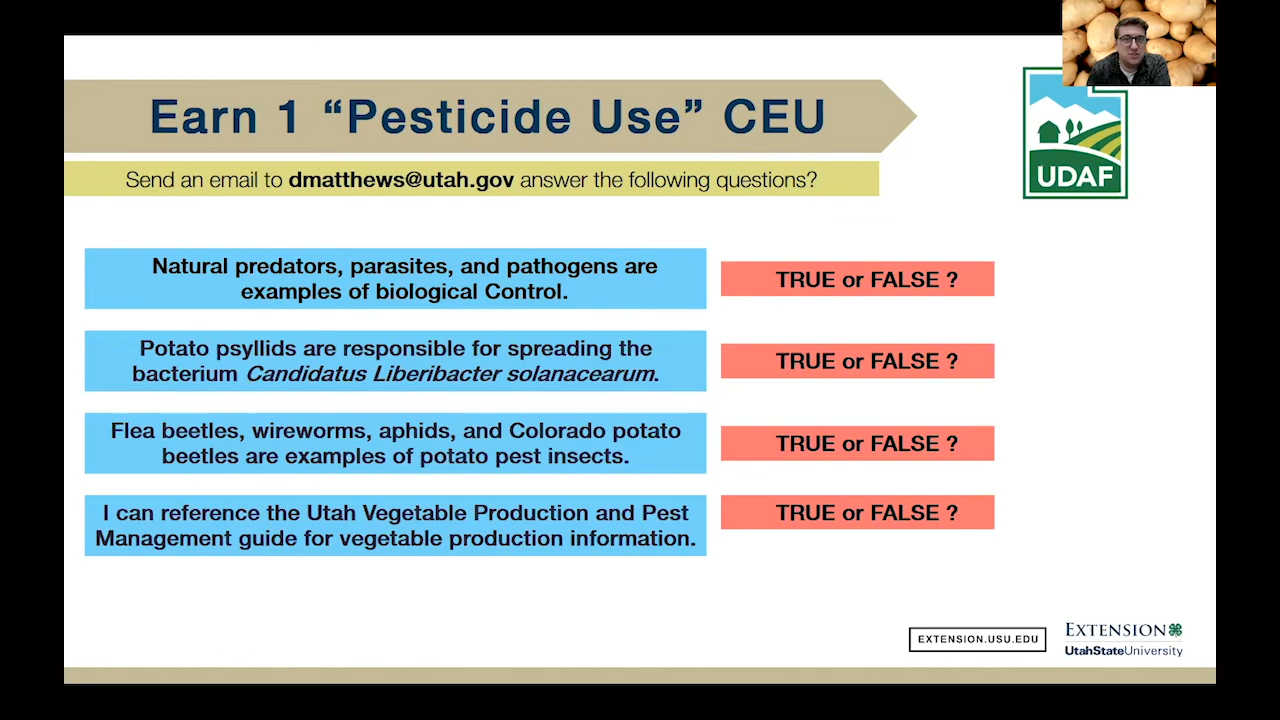 Earn 1 “Pesticide Use” CEU
Send an email to dmatthews@utah.gov answer the following questions?
UDAF
Natural predators, parasites, and pathogens are
examples of biological Control.
TRUE or FALSE ?
Potato psyllids are responsible for spreading the
bacterium Candidatus Liberibacter solanacearum.
TRUE or FALSE ?
Flea beetles, wireworms, aphids, and Colorado potato
beetles are examples of potato pest insects.
TRUE or FALSE ?
I can reference the Utah Vegetable Production and Pest
Management guide for vegetable production information.
TRUE or FALSE ?
EXTENSION.USU.EDU
EXTENSION
UtahStateUniversity